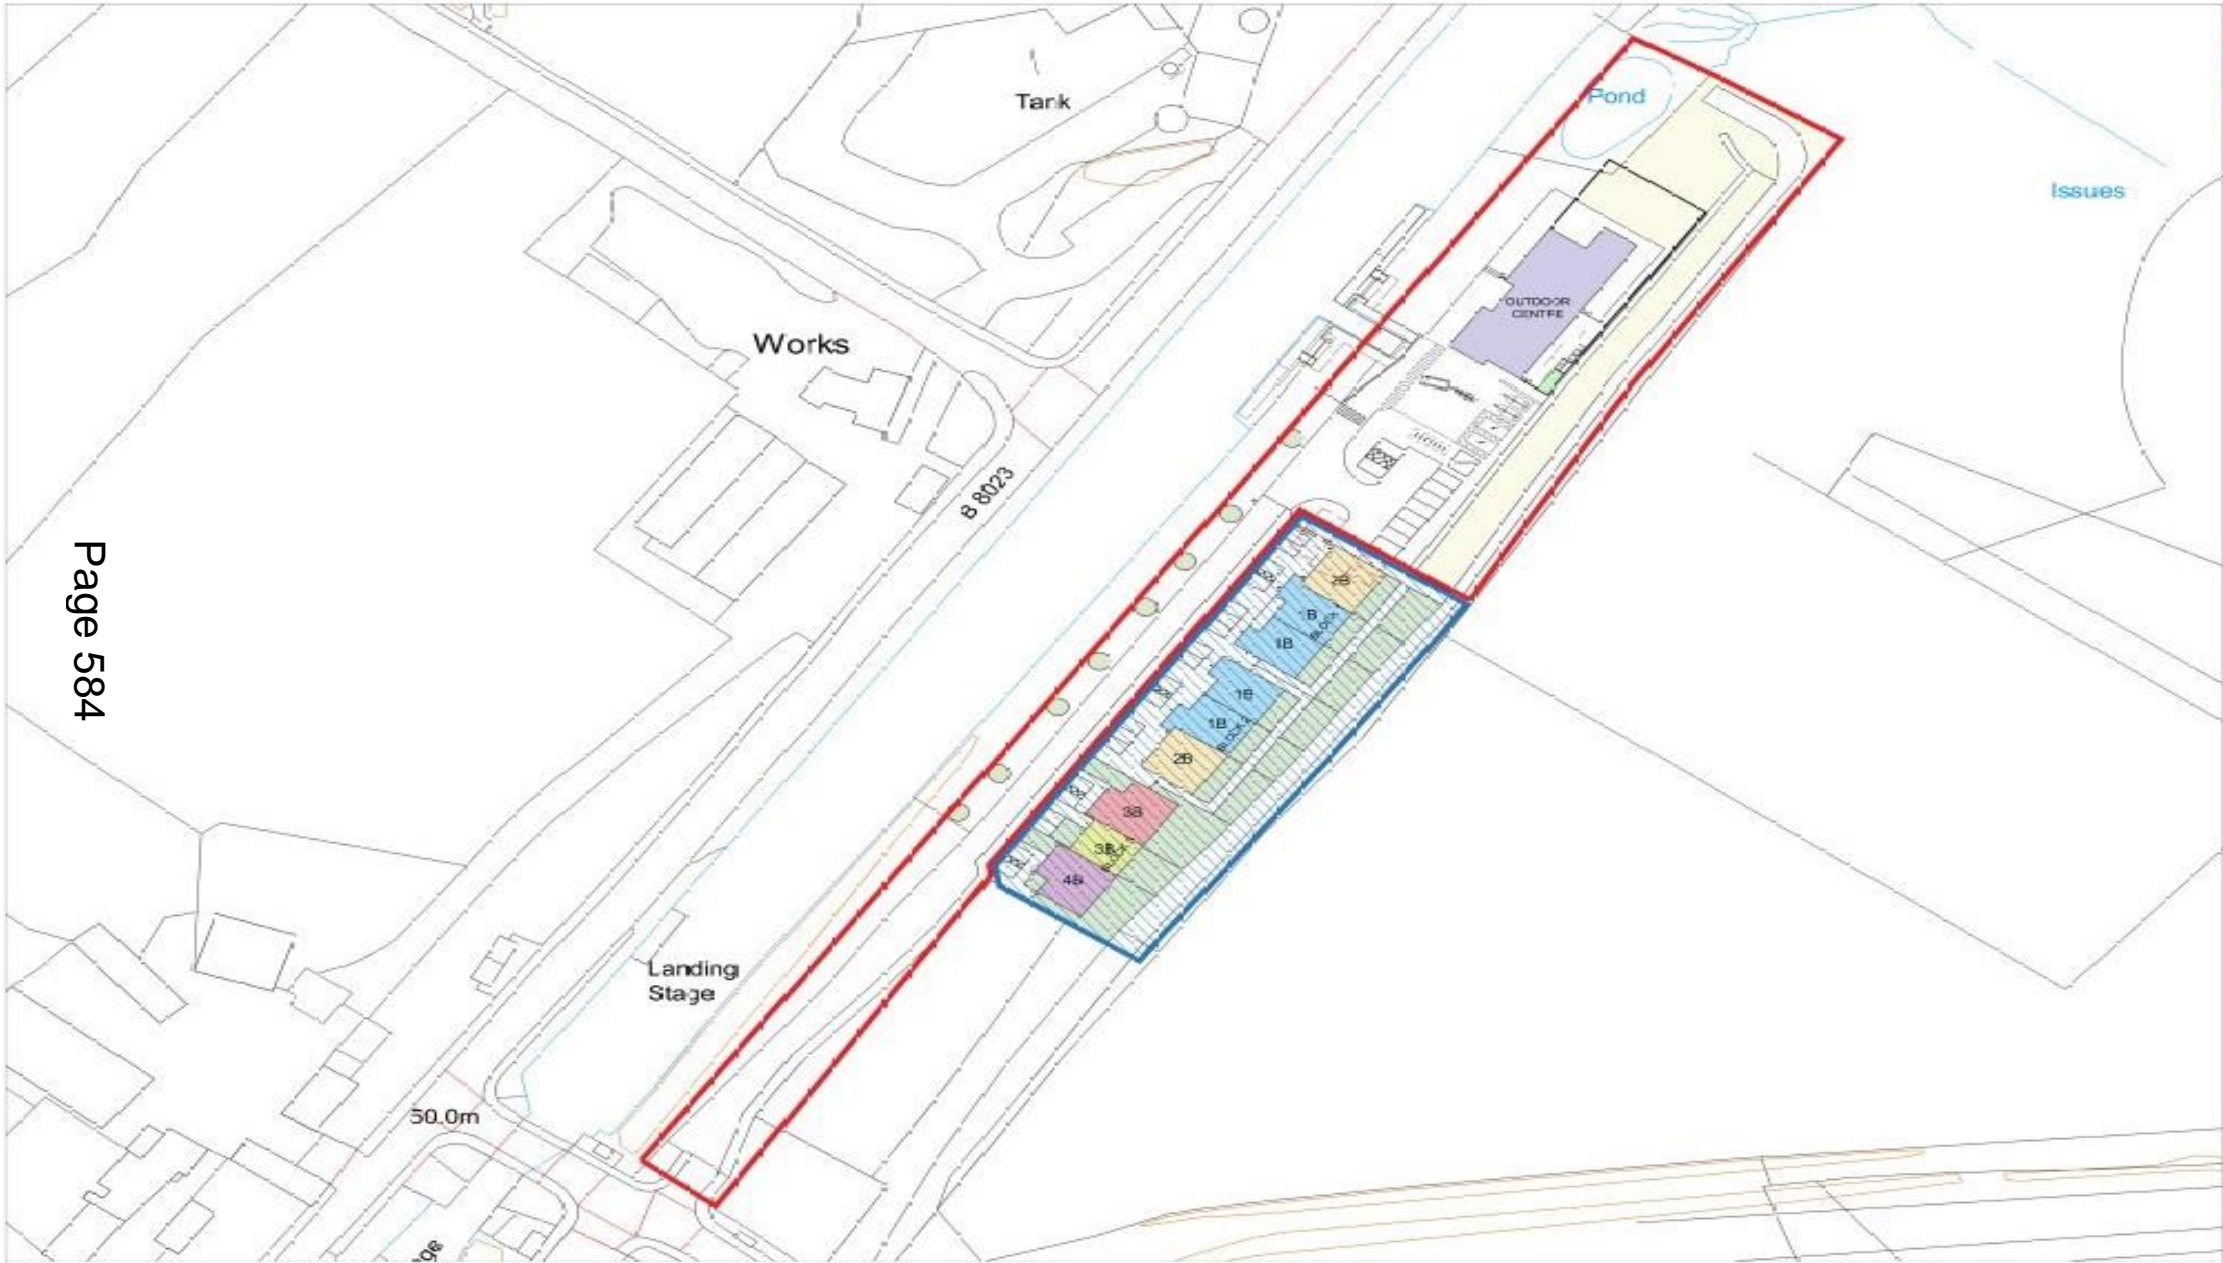 Tank
Pond
Issues
OUTDOOR
CENTRE
Works
B 8023
Page 584
2B
1B
1B
1B
1B
2B
3B
3B
4B
Landing
Stage
50.0m